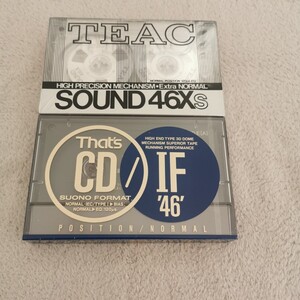 TEAC
HIGH PRECISION MECHANISM•Extra NORMAL
SOUND 46Xs
That's
CD/IF
SUONO FORMAT
'46'
HIGH END TYPE 3G DOME
MECHANISM SUPERIOR TAPE
RUNNING PERFORMANCE
POSITION/NORMAL